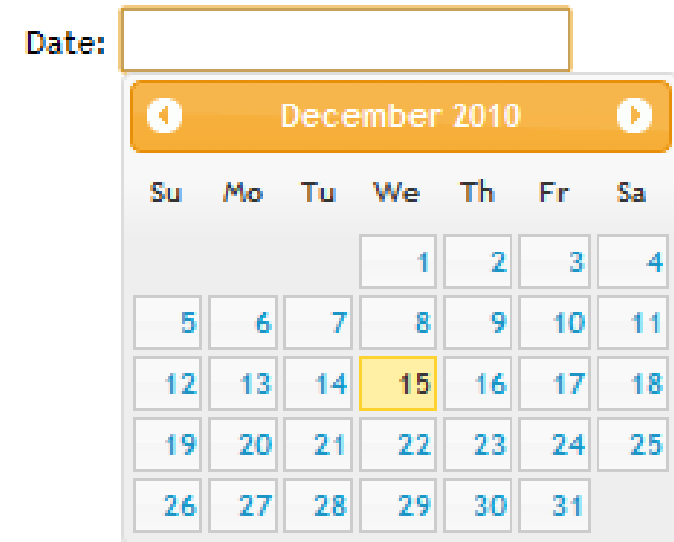 Date:
December 2010
Su Mo Tu We Th Fr Sa
1 2 3 4
5 6 7 8 9 10 11
12 13 14 15 16 17 18
19 20 21 22 23 24 25
26 27 28 29 30 31